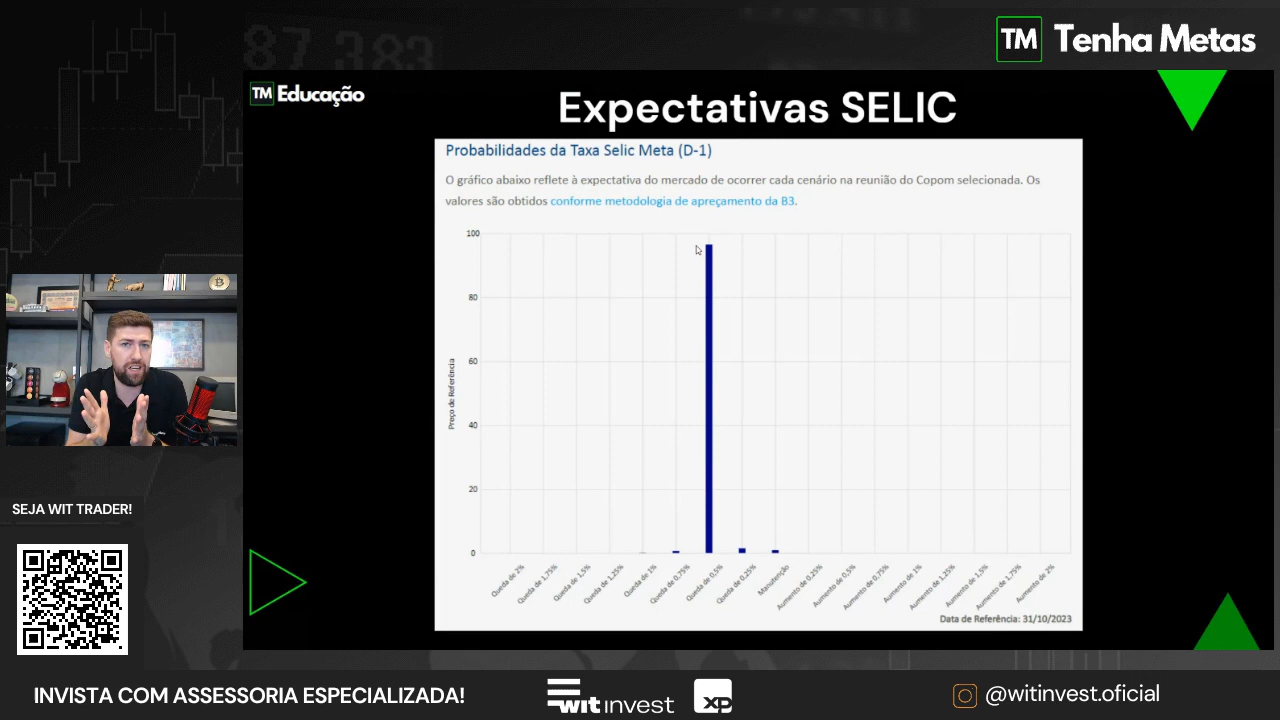 87.383
TM Tenha Metas
TM Educação
Expectativas SELIC
Probabilidades da Taxa Selic Meta (D-1)
O gráfico abaixo reflete à expectativa do mercado de ocorrer cada cenário na reunião do Copom selecionada. Os
valores são obtidos conforme metodologia de apreçamento da B3.
100
80
60
40
20
0
Preço de Referência
Queda de 2%
Queda de 1,75%
Queda de 1,5%
Queda de 1,25%
Queda de 1%
Queda de 0,75%
Queda de 0,5%
Queda de 0,25%
Manutenção
Aumento de 0,25%
Aumento de 0,5%
Aumento de 0,75%
Aumento de 1%
Aumento de 1,25%
Aumento de 1,5%
Aumento de 1,75%
Aumento de 2%
Data de Referência: 31/10/2023
SEJA WIT TRADER!
INVISTA COM ASSESSORIA ESPECIALIZADA!
wit invest
XP
@witinvest.oficial